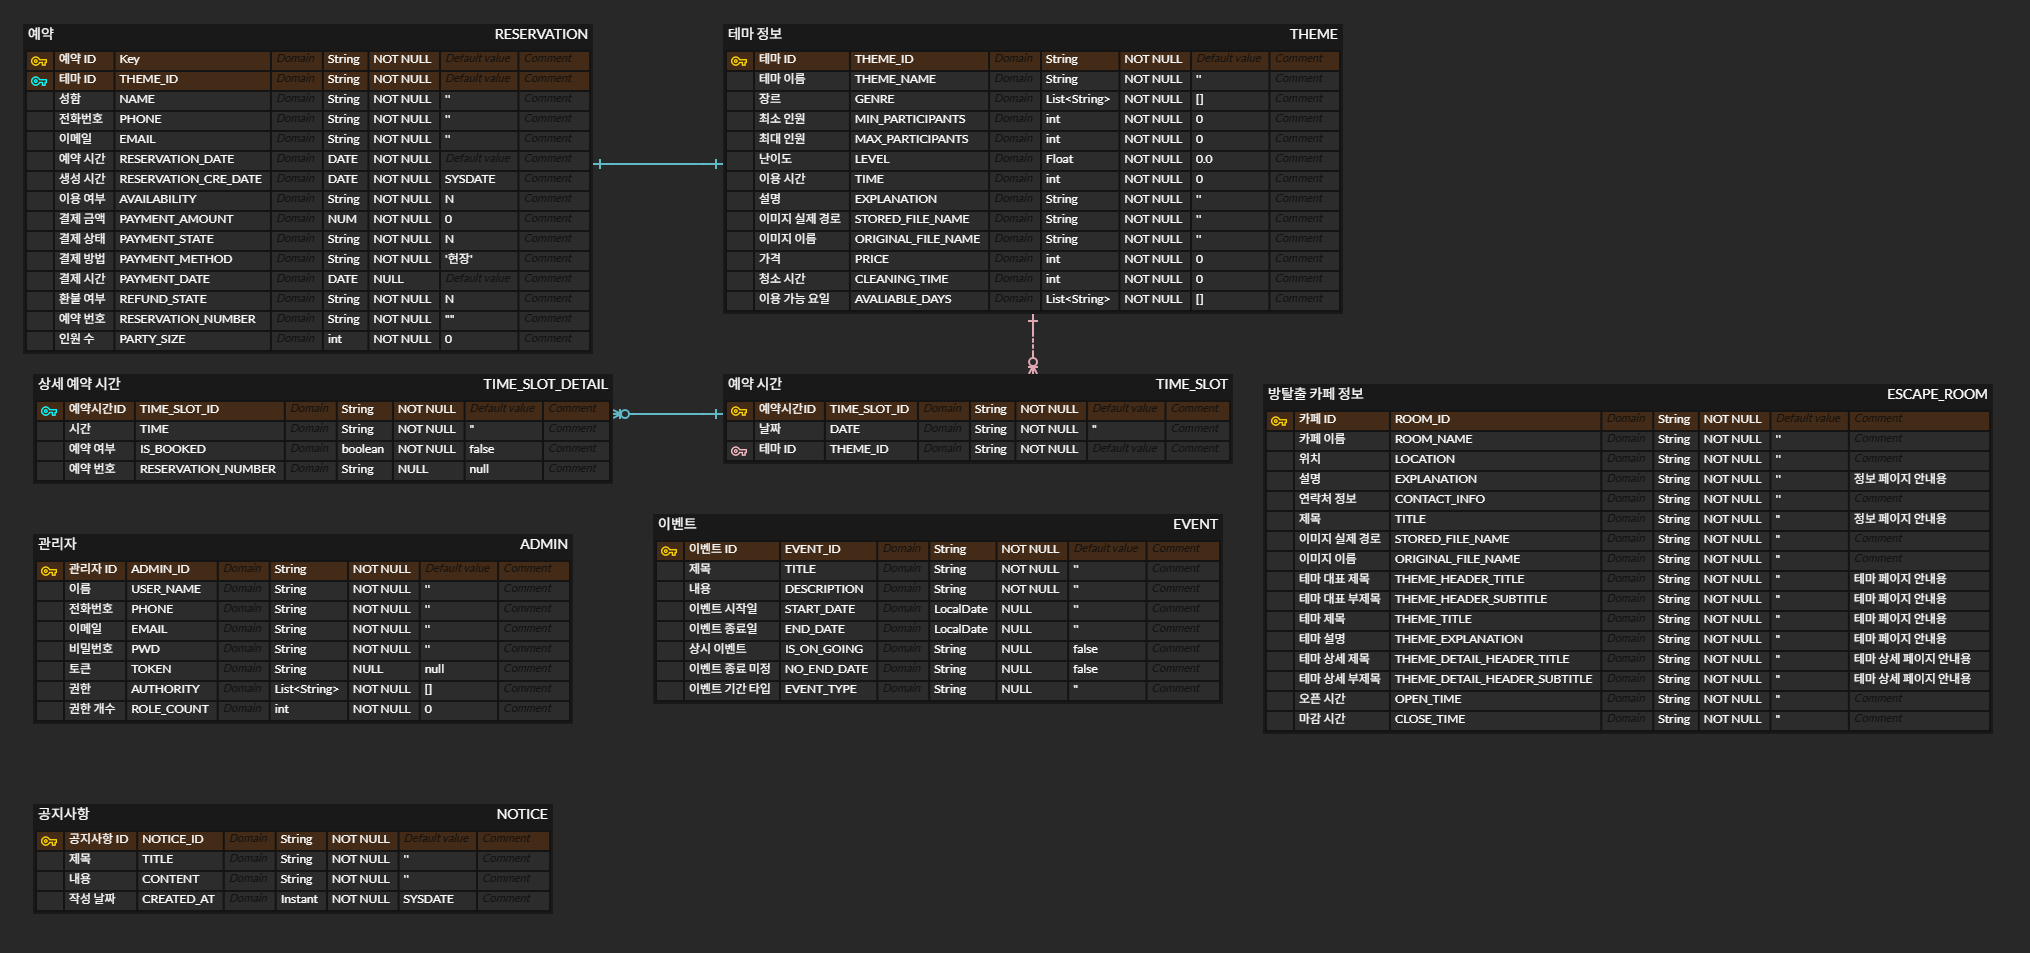 예약 RESERVATION
예약 ID Key Domain String NOT NULL Default value Comment
테마 ID THEME_ID Domain String NOT NULL Default value Comment
성함 NAME Domain String NOT NULL '' Comment
전화번호 PHONE Domain String NOT NULL '' Comment
이메일 EMAIL Domain String NOT NULL '' Comment
예약 시간 RESERVATION_DATE Domain DATE NOT NULL Default value Comment
생성 시간 RESERVATION_CRE_DATE Domain DATE NOT NULL SYSDATE Comment
이용 여부 AVAILABILITY Domain String NOT NULL N Comment
결제 금액 PAYMENT_AMOUNT Domain NUM NOT NULL 0 Comment
결제 상태 PAYMENT_STATE Domain String NOT NULL N Comment
결제 방법 PAYMENT_METHOD Domain String NOT NULL '현장' Comment
결제 시간 PAYMENT_DATE Domain DATE NULL Default value Comment
환불 여부 REFUND_STATE Domain String NOT NULL N Comment
예약 번호 RESERVATION_NUMBER Domain String NOT NULL "" Comment
인원 수 PARTY_SIZE Domain int NOT NULL 0 Comment
테마 정보 THEME
테마 ID THEME_ID Domain String NOT NULL Default value Comment
테마 이름 THEME_NAME Domain String NOT NULL '' Comment
장르 GENRE Domain List<String> NOT NULL [] Comment
최소 인원 MIN_PARTICIPANTS Domain int NOT NULL 0 Comment
최대 인원 MAX_PARTICIPANTS Domain int NOT NULL 0 Comment
난이도 LEVEL Domain Float NOT NULL 0.0 Comment
이용 시간 TIME Domain int NOT NULL 0 Comment
설명 EXPLANATION Domain String NOT NULL '' Comment
이미지 실제 경로 STORED_FILE_NAME Domain String NOT NULL '' Comment
이미지 이름 ORIGINAL_FILE_NAME Domain String NOT NULL '' Comment
가격 PRICE Domain int NOT NULL 0 Comment
청소 시간 CLEANING_TIME Domain int NOT NULL 0 Comment
이용 가능 요일 AVALIABLE_DAYS Domain List<String> NOT NULL [] Comment
상세 예약 시간 TIME_SLOT_DETAIL
예약시간ID TIME_SLOT_ID Domain String NOT NULL Default value Comment
시간 TIME Domain String NOT NULL '' Comment
예약 여부 IS_BOOKED Domain boolean NOT NULL false Comment
예약 번호 RESERVATION_NUMBER Domain String NULL null Comment
예약 시간 TIME_SLOT
예약시간ID TIME_SLOT_ID Domain String NOT NULL Default value Comment
날짜 DATE Domain String NOT NULL '' Comment
테마 ID THEME_ID Domain String NOT NULL Default value Comment
방탈출 카페 정보 ESCAPE_ROOM
카페 ID ROOM_ID Domain String NOT NULL Default value Comment
카페 이름 ROOM_NAME Domain String NOT NULL '' Comment
위치 LOCATION Domain String NOT NULL '' Comment
설명 EXPLANATION Domain String NOT NULL '' 정보 페이지 안내용
연락처 정보 CONTACT_INFO Domain String NOT NULL '' Comment
제목 TITLE Domain String NOT NULL '' 정보 페이지 안내용
이미지 실제 경로 STORED_FILE_NAME Domain String NOT NULL '' Comment
이미지 이름 ORIGINAL_FILE_NAME Domain String NOT NULL '' Comment
테마 대표 제목 THEME_HEADER_TITLE Domain String NOT NULL '' 테마 페이지 안내용
테마 대표 부제목 THEME_HEADER_SUBTITLE Domain String NOT NULL '' 테마 페이지 안내용
테마 제목 THEME_TITLE Domain String NOT NULL '' 테마 페이지 안내용
테마 설명 THEME_EXPLANATION Domain String NOT NULL '' 테마 페이지 안내용
테마 상세 제목 THEME_DETAIL_HEADER_TITLE Domain String NOT NULL '' 테마 상세 페이지 안내용
테마 상세 부제목 THEME_DETAIL_HEADER_SUBTITLE Domain String NOT NULL '' 테마 상세 페이지 안내용
오픈 시간 OPEN_TIME Domain String NOT NULL '' Comment
마감 시간 CLOSE_TIME Domain String NOT NULL '' Comment
관리자 ADMIN
관리자 ID ADMIN_ID Domain String NOT NULL Default value Comment
이름 USER_NAME Domain String NOT NULL '' Comment
전화번호 PHONE Domain String NOT NULL '' Comment
이메일 EMAIL Domain String NOT NULL '' Comment
비밀번호 PWD Domain String NOT NULL '' Comment
토큰 TOKEN Domain String NULL null Comment
권한 AUTHORITY Domain List<String> NOT NULL [] Comment
권한 개수 ROLE_COUNT Domain int NOT NULL 0 Comment
이벤트 EVENT
이벤트 ID EVENT_ID Domain String NOT NULL Default value Comment
제목 TITLE Domain String NOT NULL '' Comment
내용 DESCRIPTION Domain String NOT NULL '' Comment
이벤트 시작일 START_DATE Domain LocalDate NULL '' Comment
이벤트 종료일 END_DATE Domain LocalDate NULL '' Comment
상시 이벤트 IS_ON_GOING Domain String NULL false Comment
이벤트 종료 미정 NO_END_DATE Domain String NULL false Comment
이벤트 기간 타입 EVENT_TYPE Domain String NULL '' Comment
공지사항 NOTICE
공지사항 ID NOTICE_ID Domain String NOT NULL Default value Comment
제목 TITLE Domain String NOT NULL '' Comment
내용 CONTENT Domain String NOT NULL '' Comment
작성 날짜 CREATED_AT Domain Instant NOT NULL SYSDATE Comment